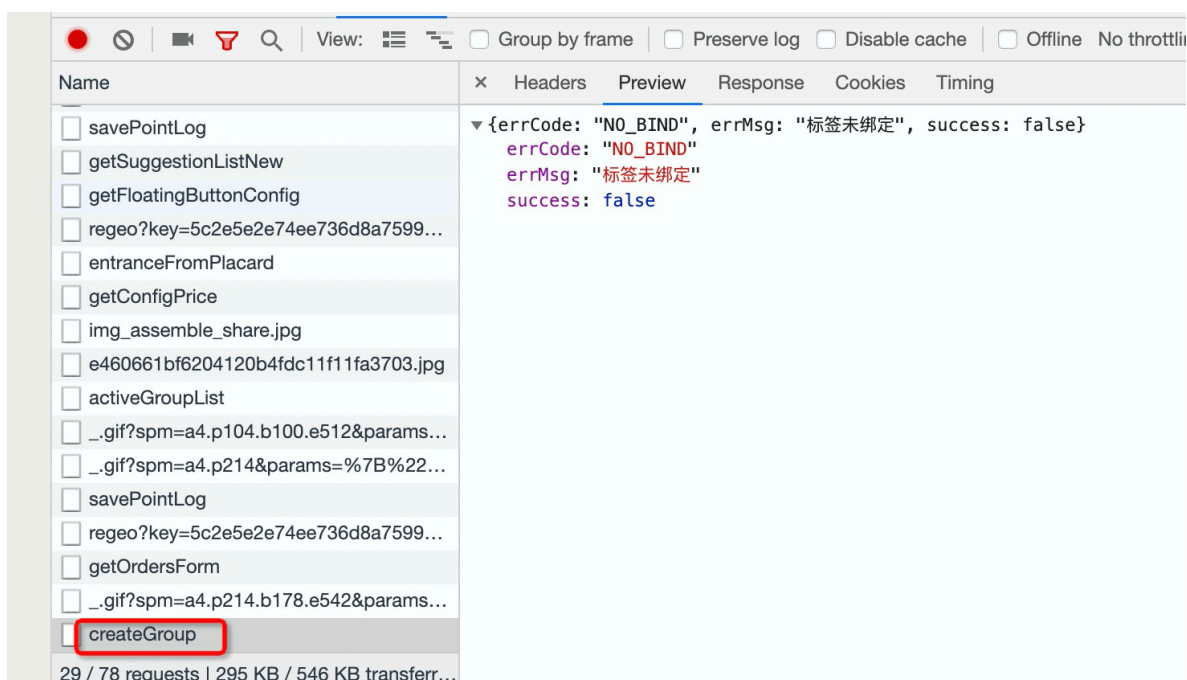 View: Group by frame Preserve log Disable cache Offline No throttli
Name
× Headers Preview Response Cookies Timing
savePointLog
getSuggestionListNew
getFloatingButtonConfig
regeo?key=5c2e5e2e74ee736d8a7599...
entranceFromPlacard
getConfigPrice
img_assemble_share.jpg
e460661bf6204120b4fdc11f11fa3703.jpg
activeGroupList
_.gif?spm=a4.p104.b100.e512&params...
_.gif?spm=a4.p214&params=%7B%22...
savePointLog
regeo?key=5c2e5e2e74ee736d8a7599...
getOrdersForm
_.gif?spm=a4.p214.b178.e542&params...
createGroup
29 / 78 requests | 295 KB / 546 KB transferr...
{errCode: "NO_BIND", errMsg: "标签未绑定", success: false}
errCode: "NO_BIND"
errMsg: "标签未绑定"
success: false